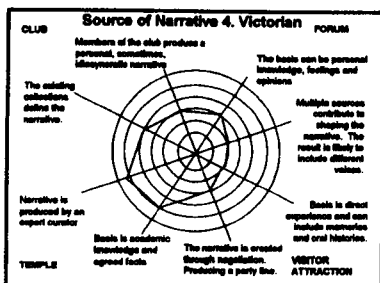 Source of Narrative 4. Victorian
CLUB
FORUM
Members of the club produce a
personal, sometimes,
idiosyncratic narrative
The basis can be personal
knowledge, feelings and
opinions
The existing
collections
define the
narrative.
Multiple sources
contribute to
shaping the
narrative. The
result is likely to
include different
values.
Narrative is
produced by an
expert curator
Basis is direct
experience and can
include memories
and oral histories.
Basis is academic
knowledge and
agreed facts
The narrative is created
through negotiation.
Producing a party line.
TEMPLE
VISITOR
ATTRACTION